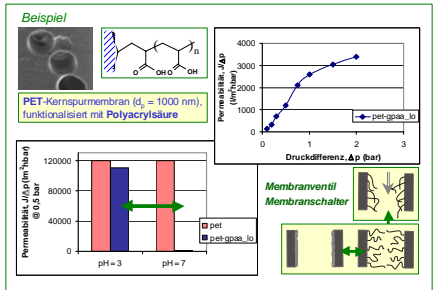 Beispiel
n
O OH O OH
PET-Kernspurmembran (dp = 1000 nm),
funktionalisiert mit Polyacrylsäure
Permeabilität, J/Δp
(l/m²hbar)
4000
3000
2000
1000
0
0 1 2 3
pet-gpaa_lo
Druckdifferenz, Δp (bar)
Permeabilität J/Δp (l/m²hbar)
@ 0,5 bar
120000
80000
40000
0
pH = 3 pH = 7
pet
pet-gpaa_lo
Membranventil
Membranschalter